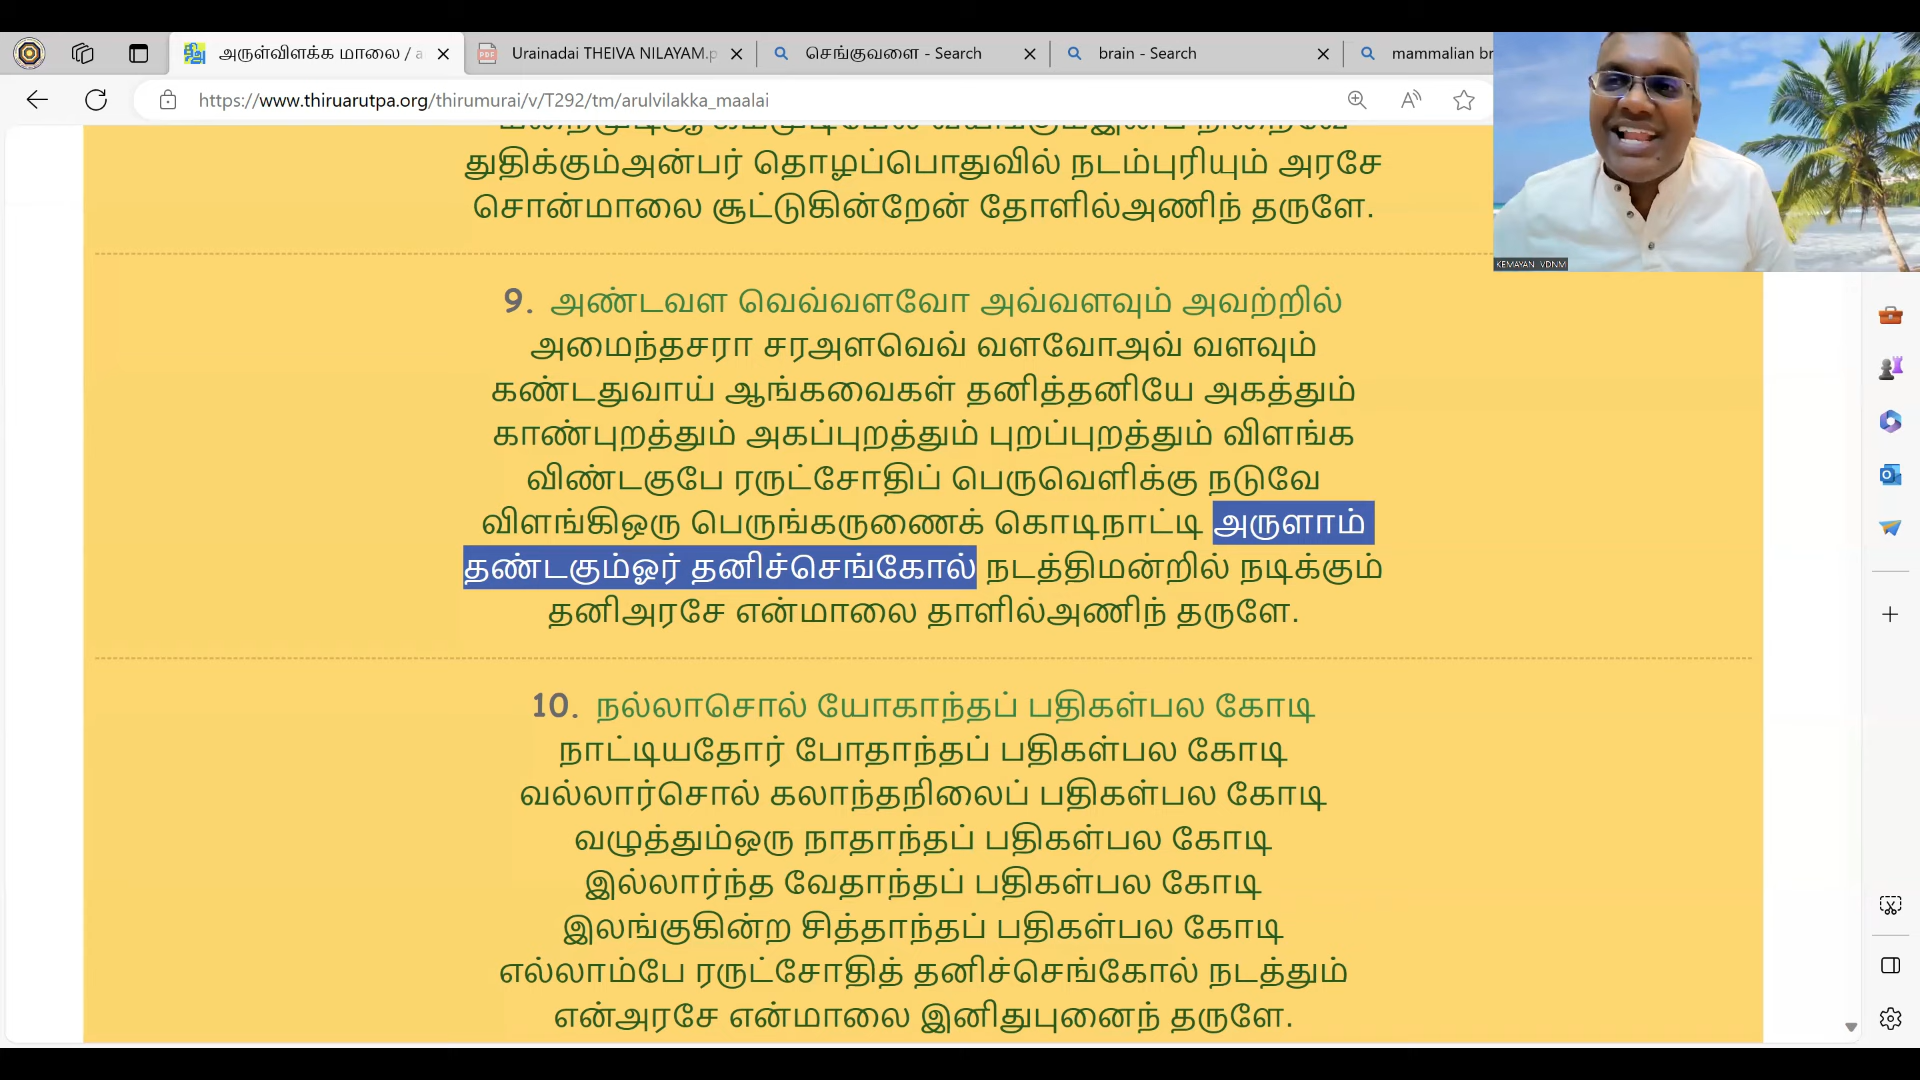 அருள்விளக்க மாலை / a
Urainadai THEIVA NILAYAM.p
செங்குவளை - Search
brain - Search
mammalian br
https://www.thiruarutpa.org/thirumurai/v/T292/tm/arulvilakka_maalai
KEMAYAN VDNM
துதிக்கும்அன்பர் தொழப்பொதுவில் நடம்புரியும் அரசே
சொன்மாலை சூட்டுகின்றேன் தோளில்அணிந் தருளே.
9. அண்டவள வெவ்வளவோ அவ்வளவும் அவற்றில்
அமைந்தசரா சரஅளவெவ் வளவோஅவ் வளவும்
கண்டதுவாய் ஆங்கவைகள் தனித்தனியே அகத்தும்
காண்புறத்தும் அகப்புறத்தும் புறப்புறத்தும் விளங்க
விண்டகுபே ரருட்சோதிப் பெருவெளிக்கு நடுவே
விளங்கிஒரு பெருங்கருணைக் கொடிநாட்டி அருளாம்
தண்டகும்ஓர் தனிச்செங்கோல் நடத்திமன்றில் நடிக்கும்
தனிஅரசே என்மாலை தாளில்அணிந் தருளே.
10. நல்லாசொல் யோகாந்தப் பதிகள்பல கோடி
நாட்டியதோர் போதாந்தப் பதிகள்பல கோடி
வல்லார்சொல் கலாந்தநிலைப் பதிகள்பல கோடி
வழுத்தும்ஒரு நாதாந்தப் பதிகள்பல கோடி
இல்லார்ந்த வேதாந்தப் பதிகள்பல கோடி
இலங்குகின்ற சித்தாந்தப் பதிகள்பல கோடி
எல்லாம்பே ரருட்சோதித் தனிச்செங்கோல் நடத்தும்
என்அரசே என்மாலை இனிதுபுனைந் தருளே.